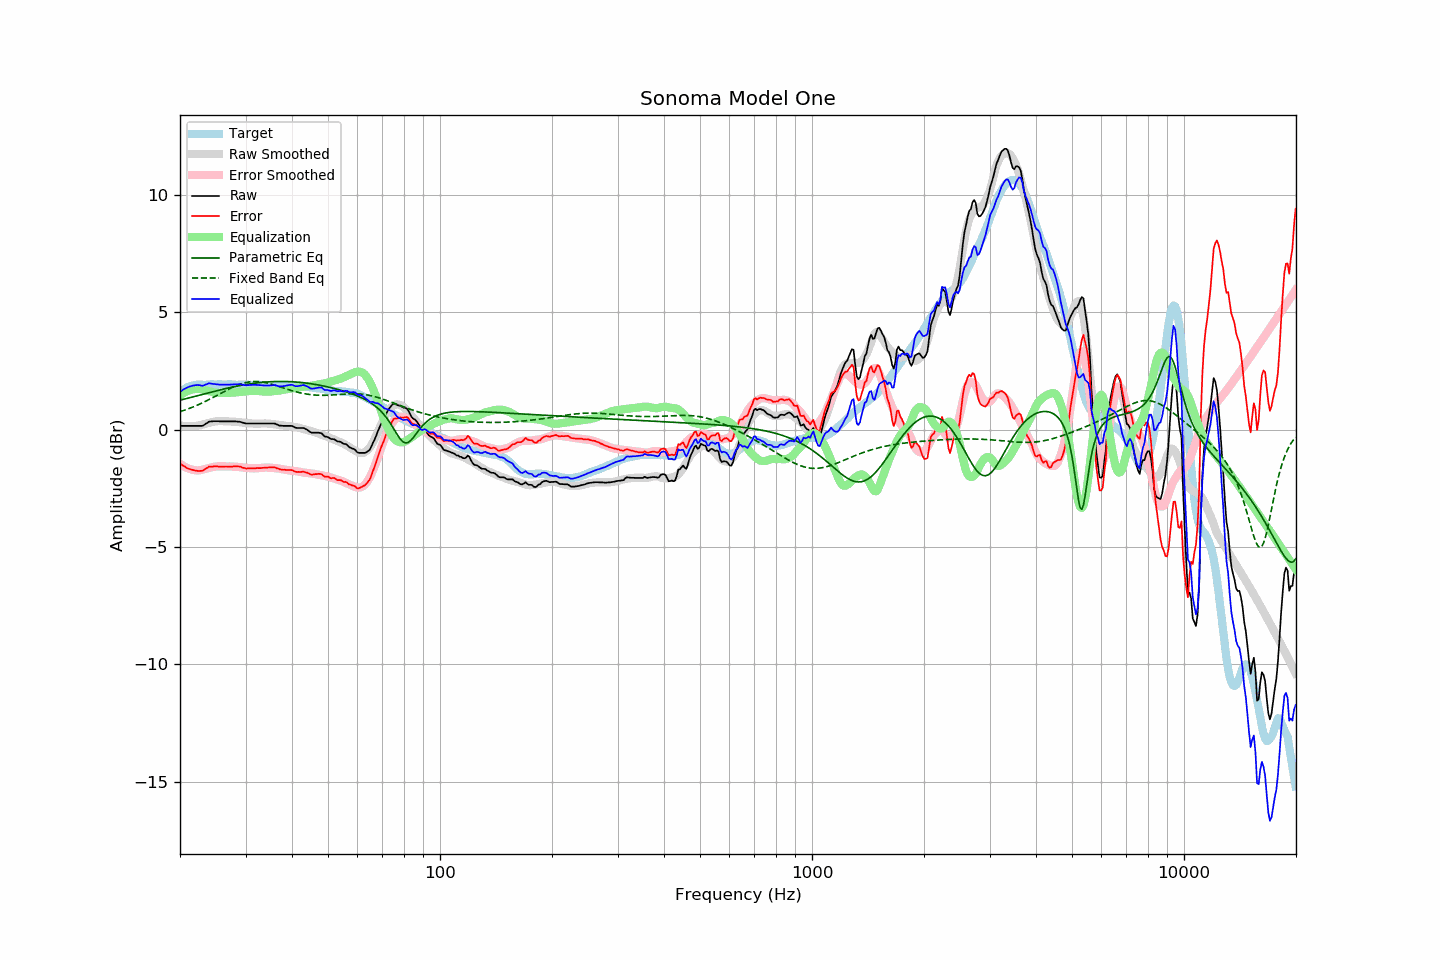 Sonoma Model One
Target
Raw Smoothed
Error Smoothed
Raw
Error
Equalization
Parametric Eq
Fixed Band Eq
Equalized
10
5
0
−5
−10
−15
Amplitude (dBr)
100
1000
10000
Frequency (Hz)